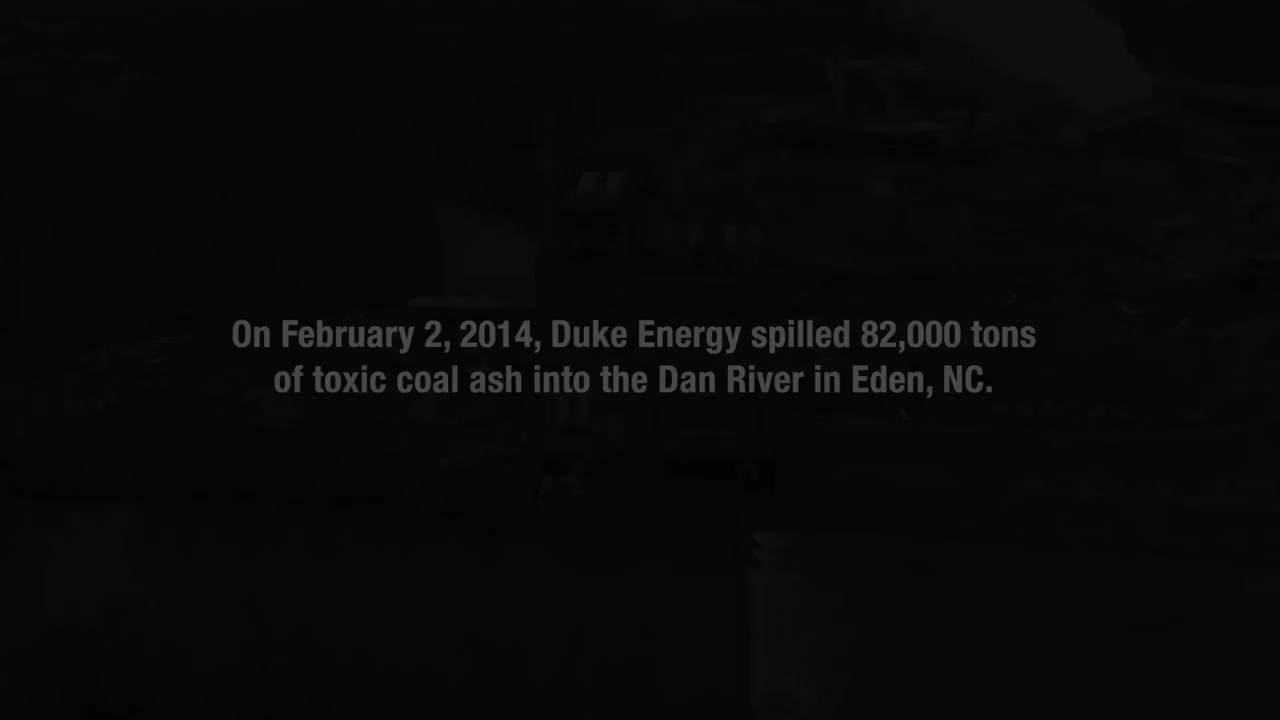 On February 2, 2014, Duke Energy spilled 82,000 tons
of toxic coal ash into the Dan River in Eden, NC.